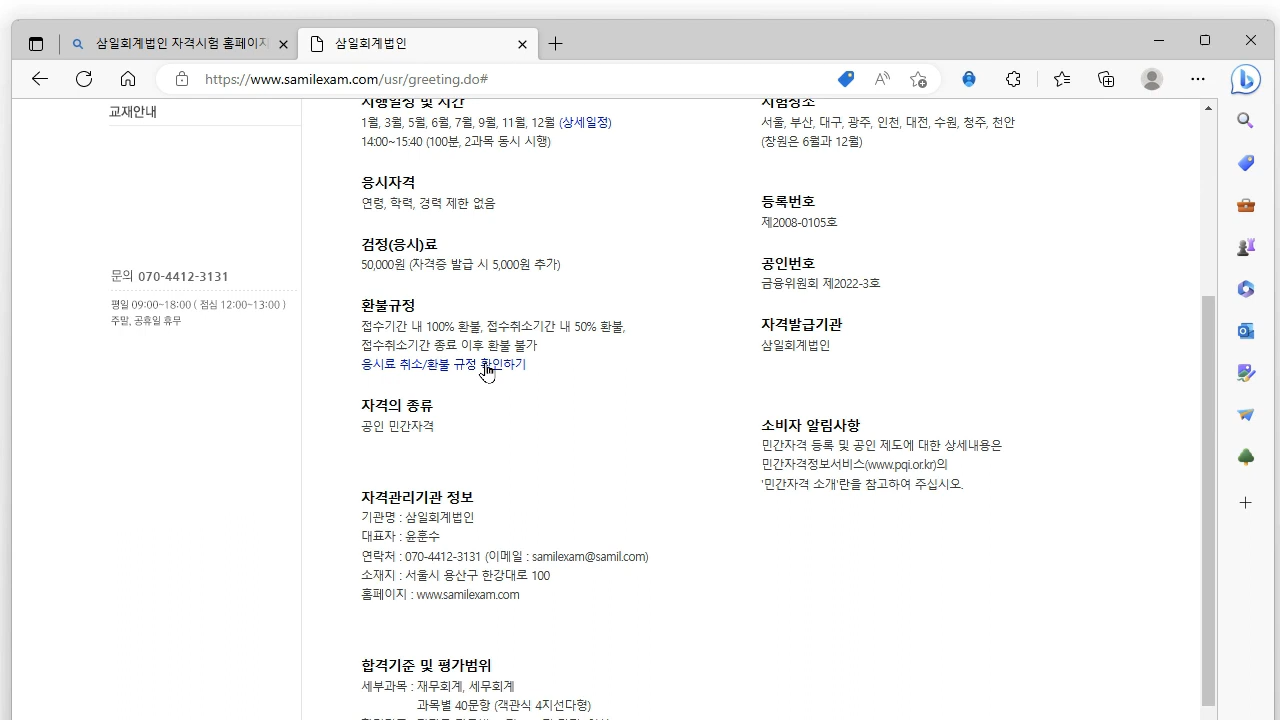 삼일회계법인 자격시험 홈페이지
삼일회계법인
https://www.samilexam.com/usr/greeting.do#
교재안내
문의 070-4412-3131
평일 09:00~18:00 ( 점심 12:00~13:00 )
주말, 공휴일 휴무
시행일정 및 시간
1월, 3월, 5월, 6월, 7월, 9월, 11월, 12월 (상세일정)
14:00~15:40 (100분, 2과목 동시 시행)
응시자격
연령, 학력, 경력 제한 없음
검정(응시)료
50,000원 (자격증 발급 시 5,000원 추가)
환불규정
접수기간 내 100% 환불, 접수취소기간 내 50% 환불,
접수취소기간 종료 이후 환불 불가
응시료 취소/환불 규정 확인하기
자격의 종류
공인 민간자격
자격관리기관 정보
기관명 : 삼일회계법인
대표자 : 윤훈수
연락처 : 070-4412-3131 (이메일 : samilexam@samil.com)
소재지 : 서울시 용산구 한강대로 100
홈페이지 : www.samilexam.com
합격기준 및 평가범위
세부과목 : 재무회계, 세무회계
과목별 40문항 (객관식 4지선다형)
시험장소
서울, 부산, 대구, 광주, 인천, 대전, 수원, 청주, 천안
(창원은 6월과 12월)
등록번호
제2008-0105호
공인번호
금융위원회 제2022-3호
자격발급기관
삼일회계법인
소비자 알림사항
민간자격 등록 및 공인 제도에 대한 상세내용은
민간자격정보서비스(www.pqi.or.kr)의
'민간자격 소개'란을 참고하여 주십시오.